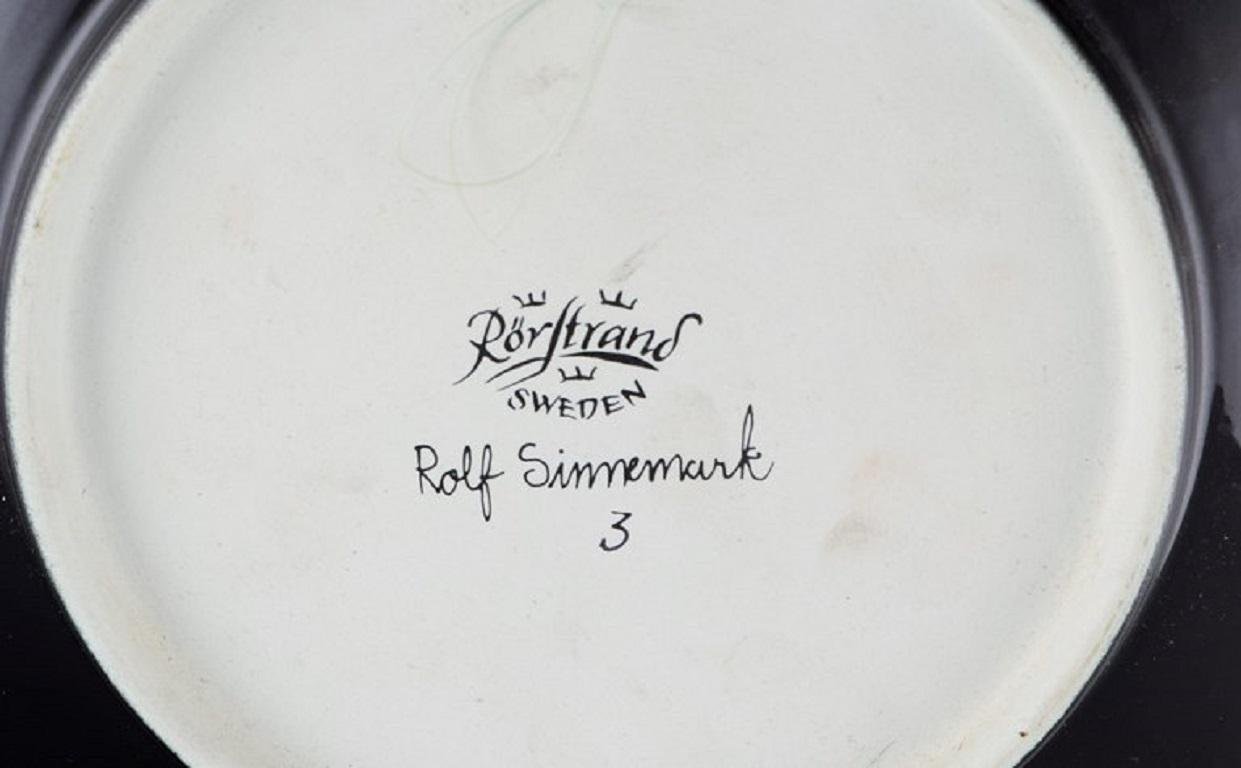 Rörstrand
SWEDEN
Rolf Sinnemark
3